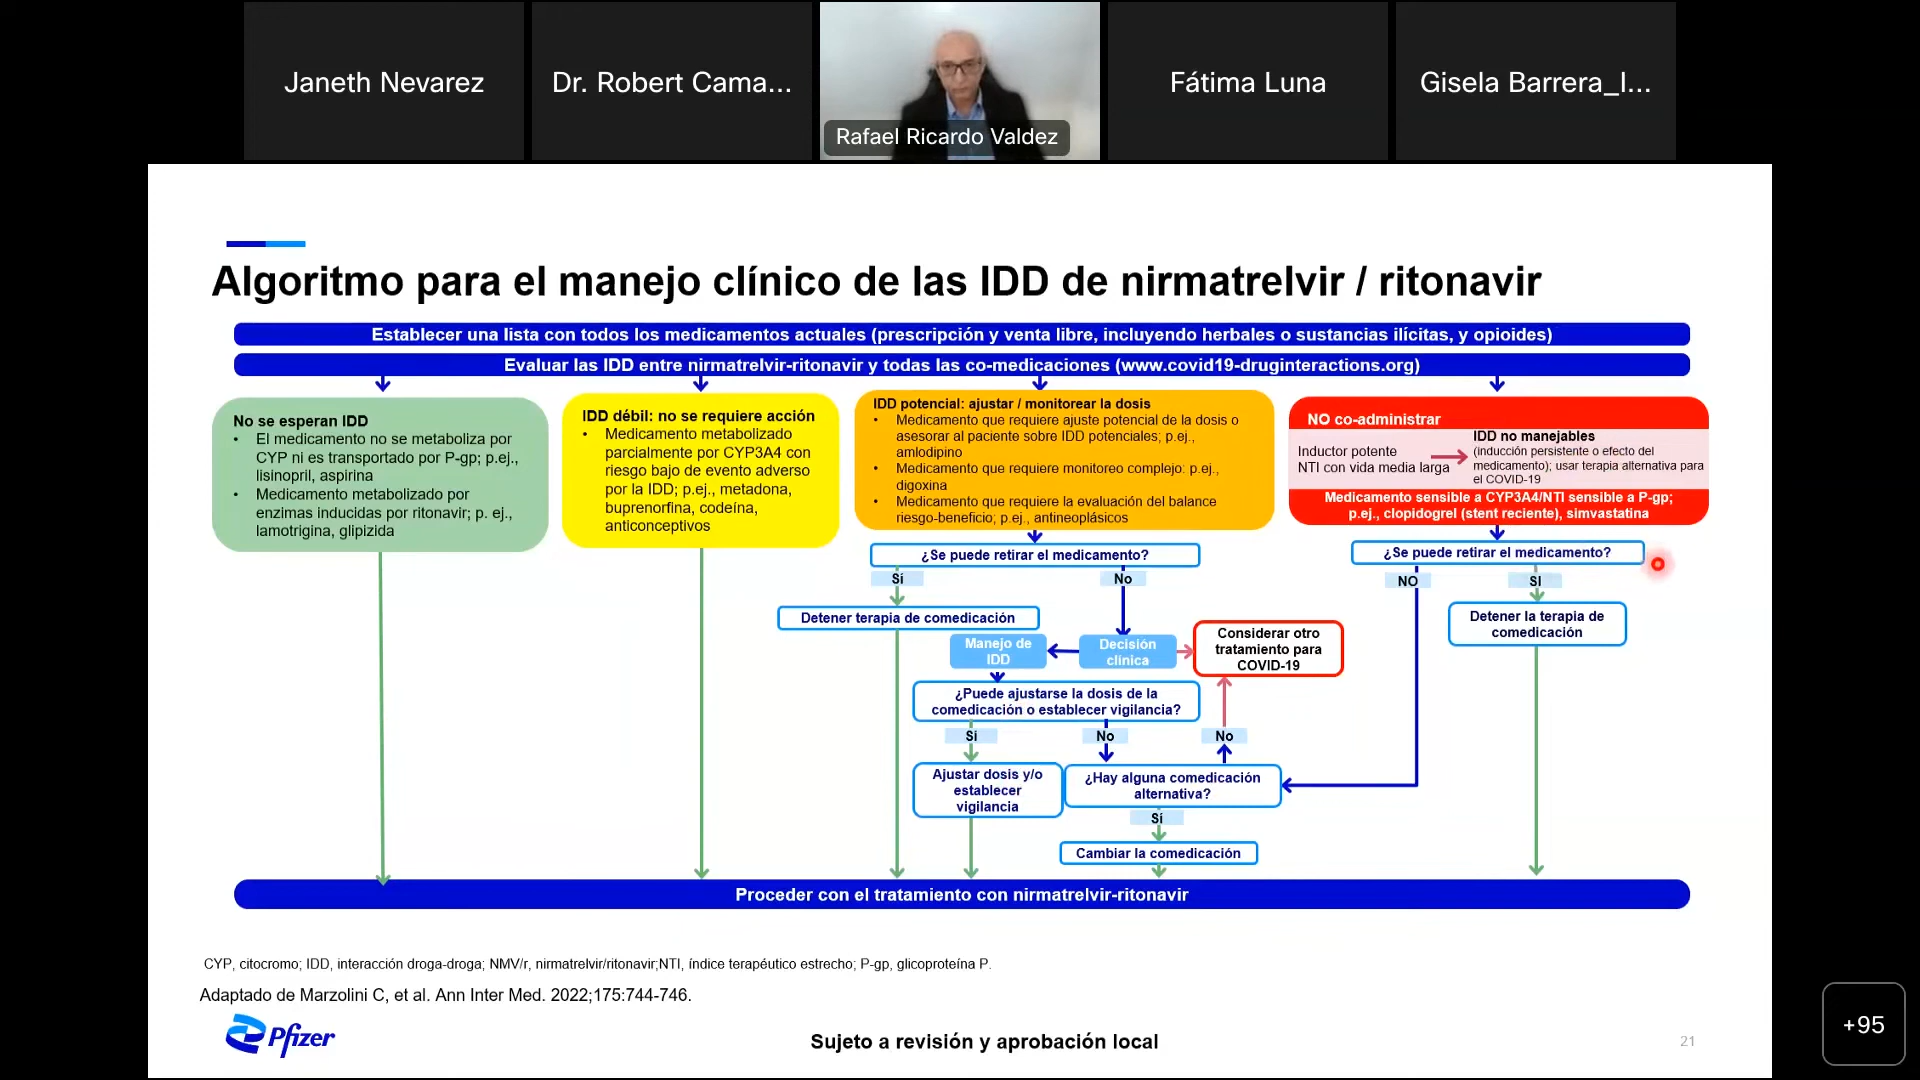 Janeth Nevarez
Dr. Robert Cama...
Rafael Ricardo Valdez
Fátima Luna
Gisela Barrera_I...
Algoritmo para el manejo clínico de las IDD de nirmatrelvir / ritonavir
Establecer una lista con todos los medicamentos actuales (prescripción y venta libre, incluyendo herbales o sustancias ilícitas, y opioides)
Evaluar las IDD entre nirmatrelvir-ritonavir y todas las co-medicaciones (www.covid19-druginteractions.org)
No se esperan IDD
• El medicamento no se metaboliza por
CYP ni es transportado por P-gp; p.ej.,
lisinopril, aspirina
• Medicamento metabolizado por
enzimas inducidas por ritonavir; p. ej.,
lamotrigina, glipizida
IDD débil: no se requiere acción
• Medicamento metabolizado
parcialmente por CYP3A4 con
riesgo bajo de evento adverso
por la IDD; p.ej., metadona,
buprenorfina, codeína,
anticonceptivos
IDD potencial: ajustar / monitorear la dosis
• Medicamento que requiere ajuste potencial de la dosis o
asesorar al paciente sobre IDD potenciales; p.ej.,
amlodipino
• Medicamento que requiere monitoreo complejo: p.ej.,
digoxina
• Medicamento que requiere la evaluación del balance
riesgo-beneficio; p.ej., antineoplásicos
NO co-administrar
Inductor potente
NTI con vida media larga
IDD no manejables
(inducción persistente o efecto del
medicamento); usar terapia alternativa para
el COVID-19
Medicamento sensible a CYP3A4/NTI sensible a P-gp;
p.ej., clopidogrel (stent reciente), simvastatina
¿Se puede retirar el medicamento?
Sí
No
Detener terapia de comedicación
Manejo de
IDD
Decisión
clínica
Considerar otro
tratamiento para
COVID-19
¿Puede ajustarse la dosis de la
comedicación o establecer vigilancia?
Sí
No
No
Ajustar dosis y/o
establecer
vigilancia
¿Hay alguna comedicación
alternativa?
Sí
Cambiar la comedicación
¿Se puede retirar el medicamento?
NO
SI
Detener la terapia de
comedicación
Proceder con el tratamiento con nirmatrelvir-ritonavir
CYP, citocromo; IDD, interacción droga-droga; NMV/r, nirmatrelvir/ritonavir;NTI, índice terapéutico estrecho; P-gp, glicoproteína P.
Adaptado de Marzolini C, et al. Ann Inter Med. 2022;175:744-746.
Pfizer
Sujeto a revisión y aprobación local
21
+95